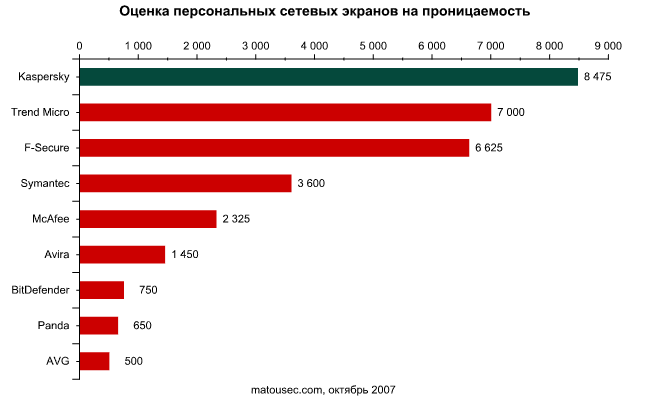 Оценка персональных сетевых экранов на проницаемость
0 1 000 2 000 3 000 4 000 5 000 6 000 7 000 8 000 9 000
Kaspersky 8 475
Trend Micro 7 000
F-Secure 6 625
Symantec 3 600
McAfee 2 325
Avira 1 450
BitDefender 750
Panda 650
AVG 500
matousec.com, октябрь 2007